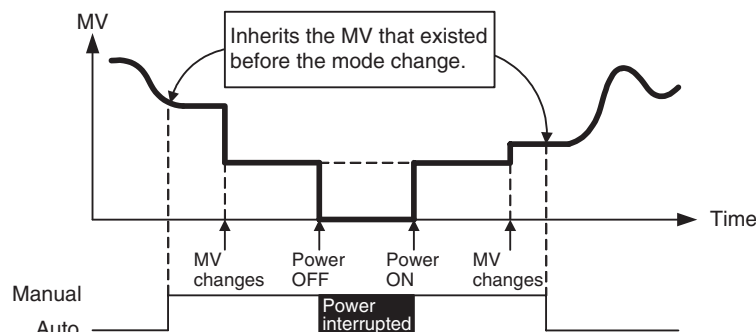 MV
Inherits the MV that existed
before the mode change.
Time
MV
changes
Power
OFF
Power
ON
MV
changes
Manual
Auto
Power
interrupted